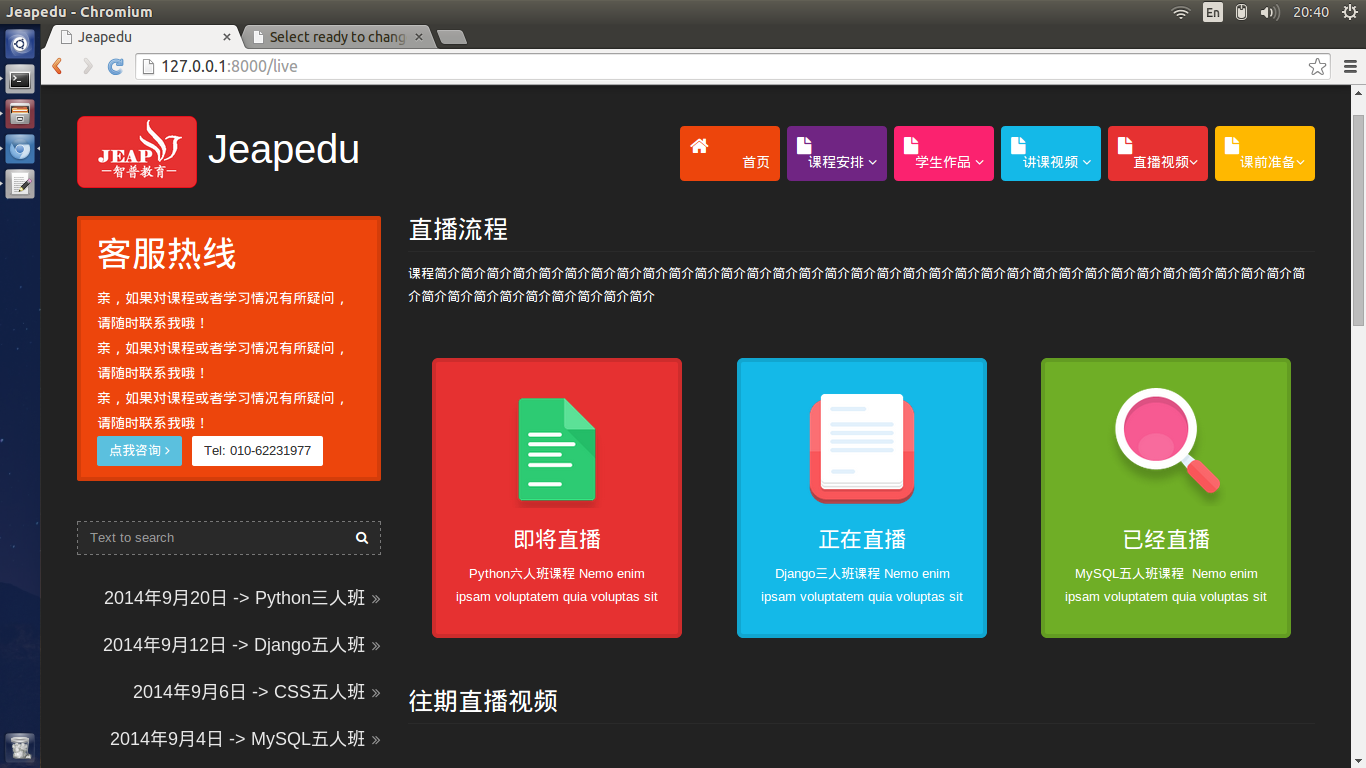 Jeapedu - Chromium
En
20:40
Jeapedu
Select ready to chang
127.0.0.1:8000/live
JEAP
智普教育
Jeapedu
首页
课程安排
学生作品
讲课视频
直播视频
课前准备
客服热线
亲，如果对课程或者学习情况有所疑问，
请随时联系我哦！
亲，如果对课程或者学习情况有所疑问，
请随时联系我哦！
亲，如果对课程或者学习情况有所疑问，
请随时联系我哦！
点我咨询
Tel: 010-62231977
Text to search
2014年9月20日 -> Python三人班 »
2014年9月12日 -> Django五人班 »
2014年9月6日 -> CSS五人班 »
2014年9月4日 -> MySQL五人班 »
直播流程
课程简介简介简介简介简介简介简介简介简介简介简介简介简介简介简介简介简介简介简介简介简介简介简介简介简介简介简介简介简介简介简介简介简介简
介简介简介简介简介简介简介简介简介简介
即将直播
Python六人班课程 Nemo enim
ipsam voluptatem quia voluptas sit
正在直播
Django三人班课程 Nemo enim
ipsam voluptatem quia voluptas sit
已经直播
MySQL五人班课程 Nemo enim
ipsam voluptatem quia voluptas sit
往期直播视频